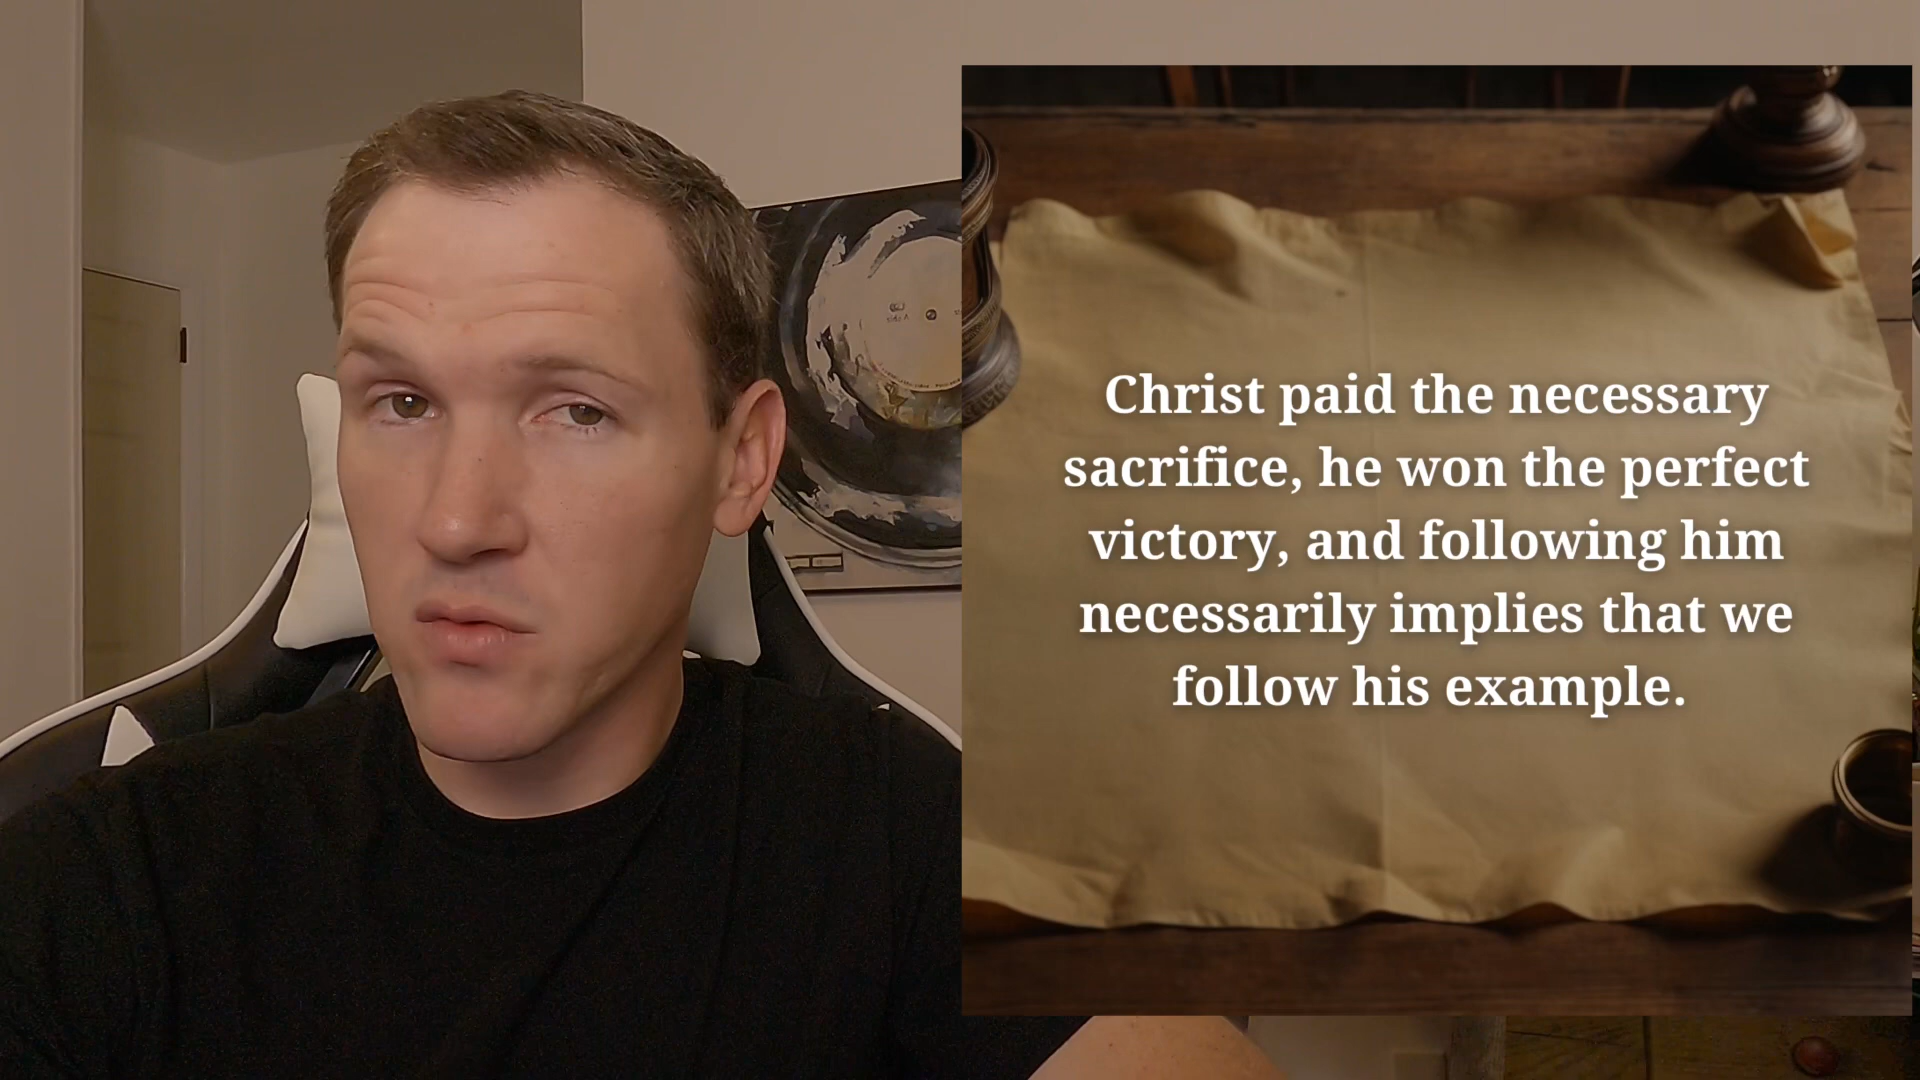 Christ paid the necessary
sacrifice, he won the perfect
victory, and following him
necessarily implies that we
follow his example.